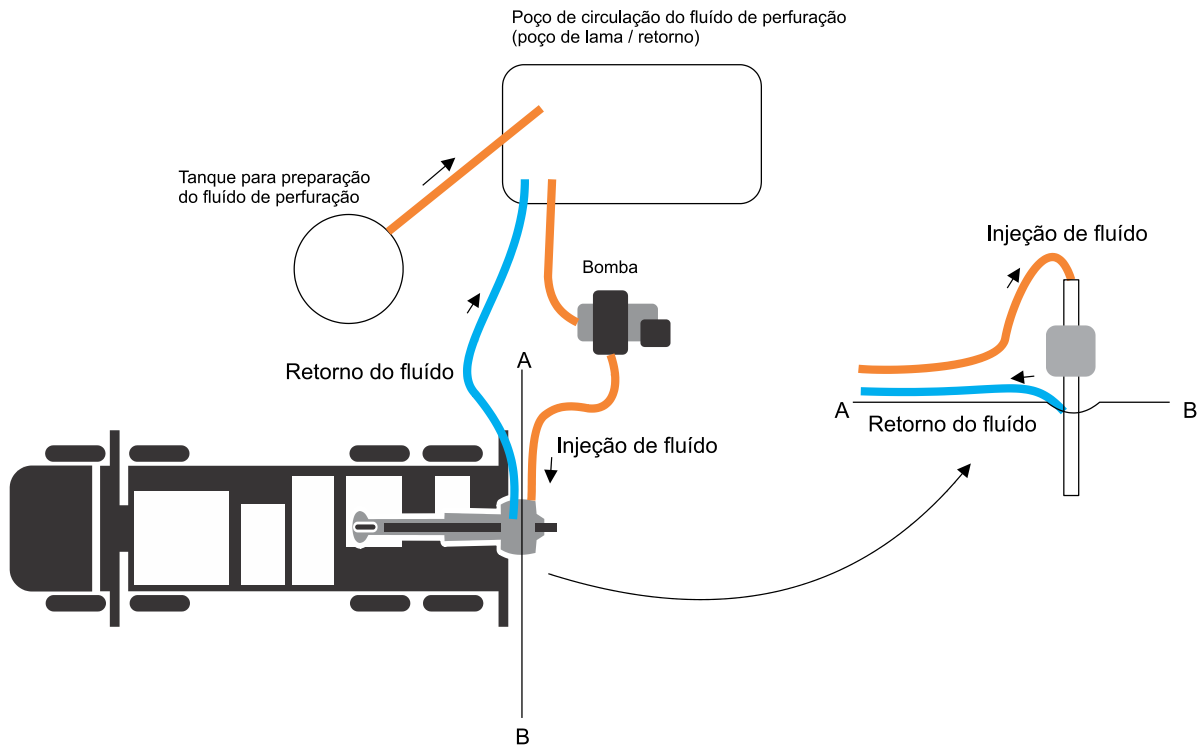 Poço de circulação do fluído de perfuração
(poço de lama / retorno)
Tanque para preparação
do fluído de perfuração
Bomba
Injeção de fluído
A
Retorno do fluído
A
B
Retorno do fluído
Injeção de fluído
B